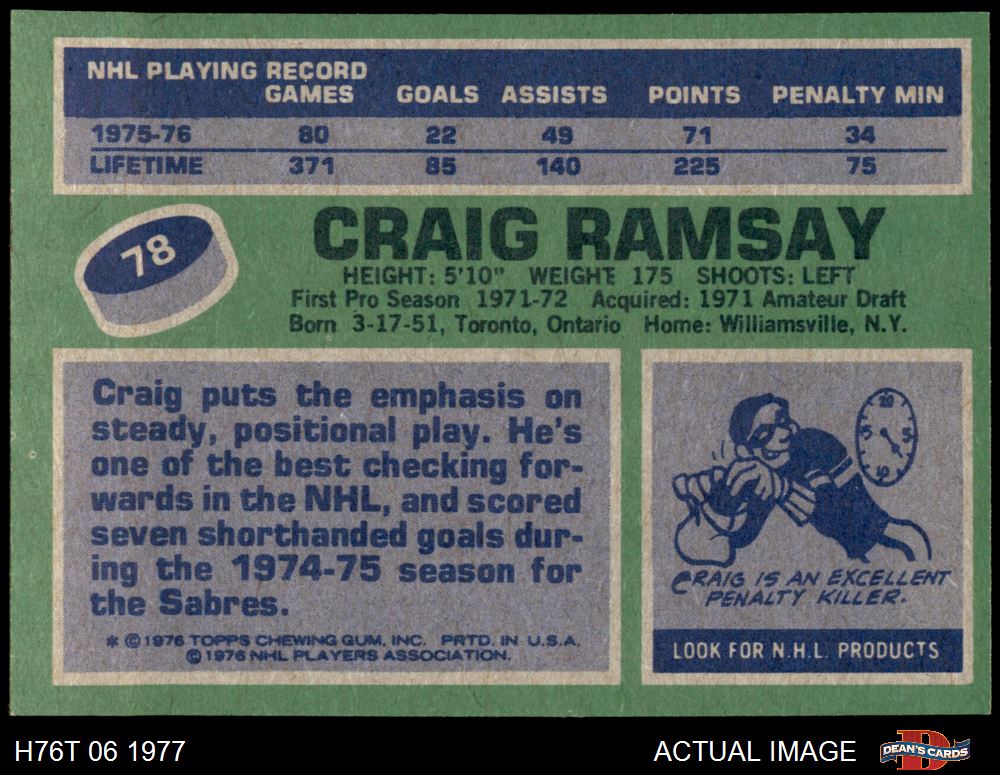 NHL PLAYING RECORD
GAMES GOALS ASSISTS POINTS PENALTY MIN
1975-76 80 22 49 71 34
LIFETIME 371 85 140 225 75
78
CRAIG RAMSAY
HEIGHT: 5'10" WEIGHT 175 SHOOTS: LEFT
First Pro Season 1971-72 Acquired: 1971 Amateur Draft
Born 3-17-51, Toronto, Ontario Home: Williamsville, N.Y.
Craig puts the emphasis on
steady, positional play. He's
one of the best checking for-
wards in the NHL, and scored
seven shorthanded goals dur-
ing the 1974-75 season for
the Sabres.
* © 1976 TOPPS CHEWING GUM, INC. PRTD. IN U.S.A.
© 1976 NHL PLAYERS ASSOCIATION.
20
5
10
5
CRAIG IS AN EXCELLENT
PENALTY KILLER.
LOOK FOR N.H.L. PRODUCTS
H76T 06 1977
ACTUAL IMAGE
D
DEAN'S CARDS